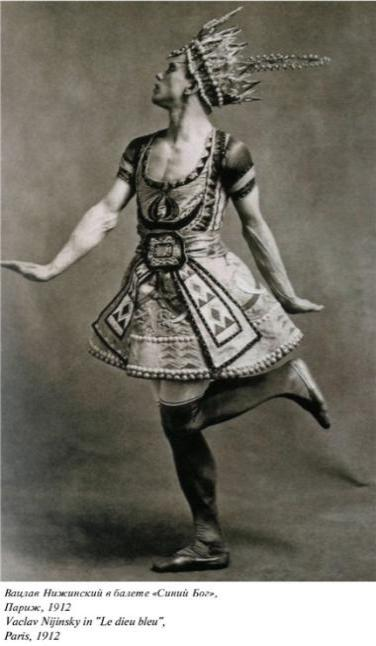 Вацлав Нижинский в балете «Синий Бог»,
Париж, 1912
Vaclav Nijinsky in "Le dieu bleu",
Paris, 1912